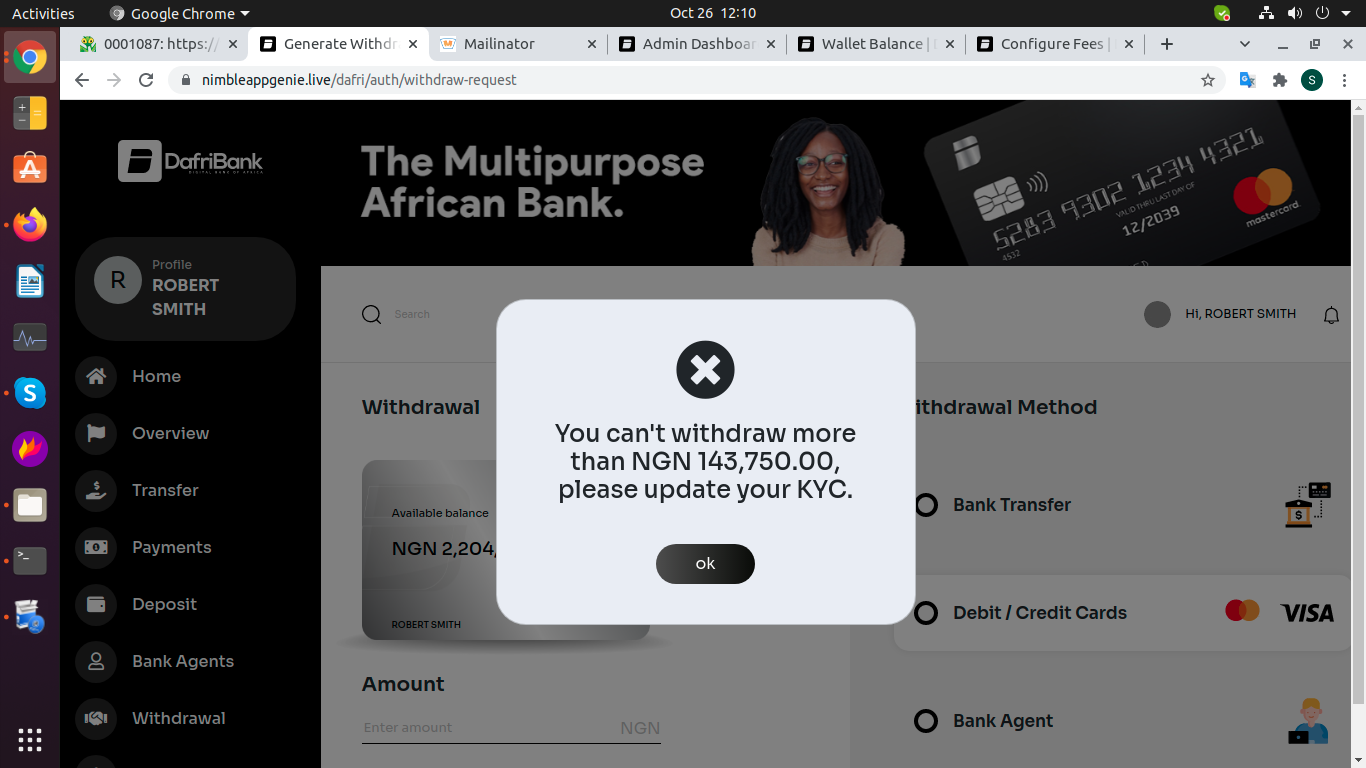 Activities
Google Chrome
Oct 26 12:10
0001087: https://
Generate Withdr
Mailinator
Admin Dashboar
Wallet Balance |
Configure Fees |
nimbleappgenie.live/dafri/auth/withdraw-request
S
DafriBank
DIGITAL BANK OF AFRICA
The Multipurpose
African Bank.
5283 9302 1234 4321
4532
VALID THRU LAST DAY OF
12/2039
mastercard
R
Profile
ROBERT
SMITH
Search
Hi, ROBERT SMITH
Home
Overview
Transfer
Payments
Deposit
Bank Agents
Withdrawal
Withdrawal
Available balance
NGN 2,204,
ROBERT SMITH
Amount
Enter amount
NGN
You can't withdraw more
than NGN 143,750.00,
please update your KYC.
ok
ithdrawal Method
Bank Transfer
Debit / Credit Cards
VISA
Bank Agent